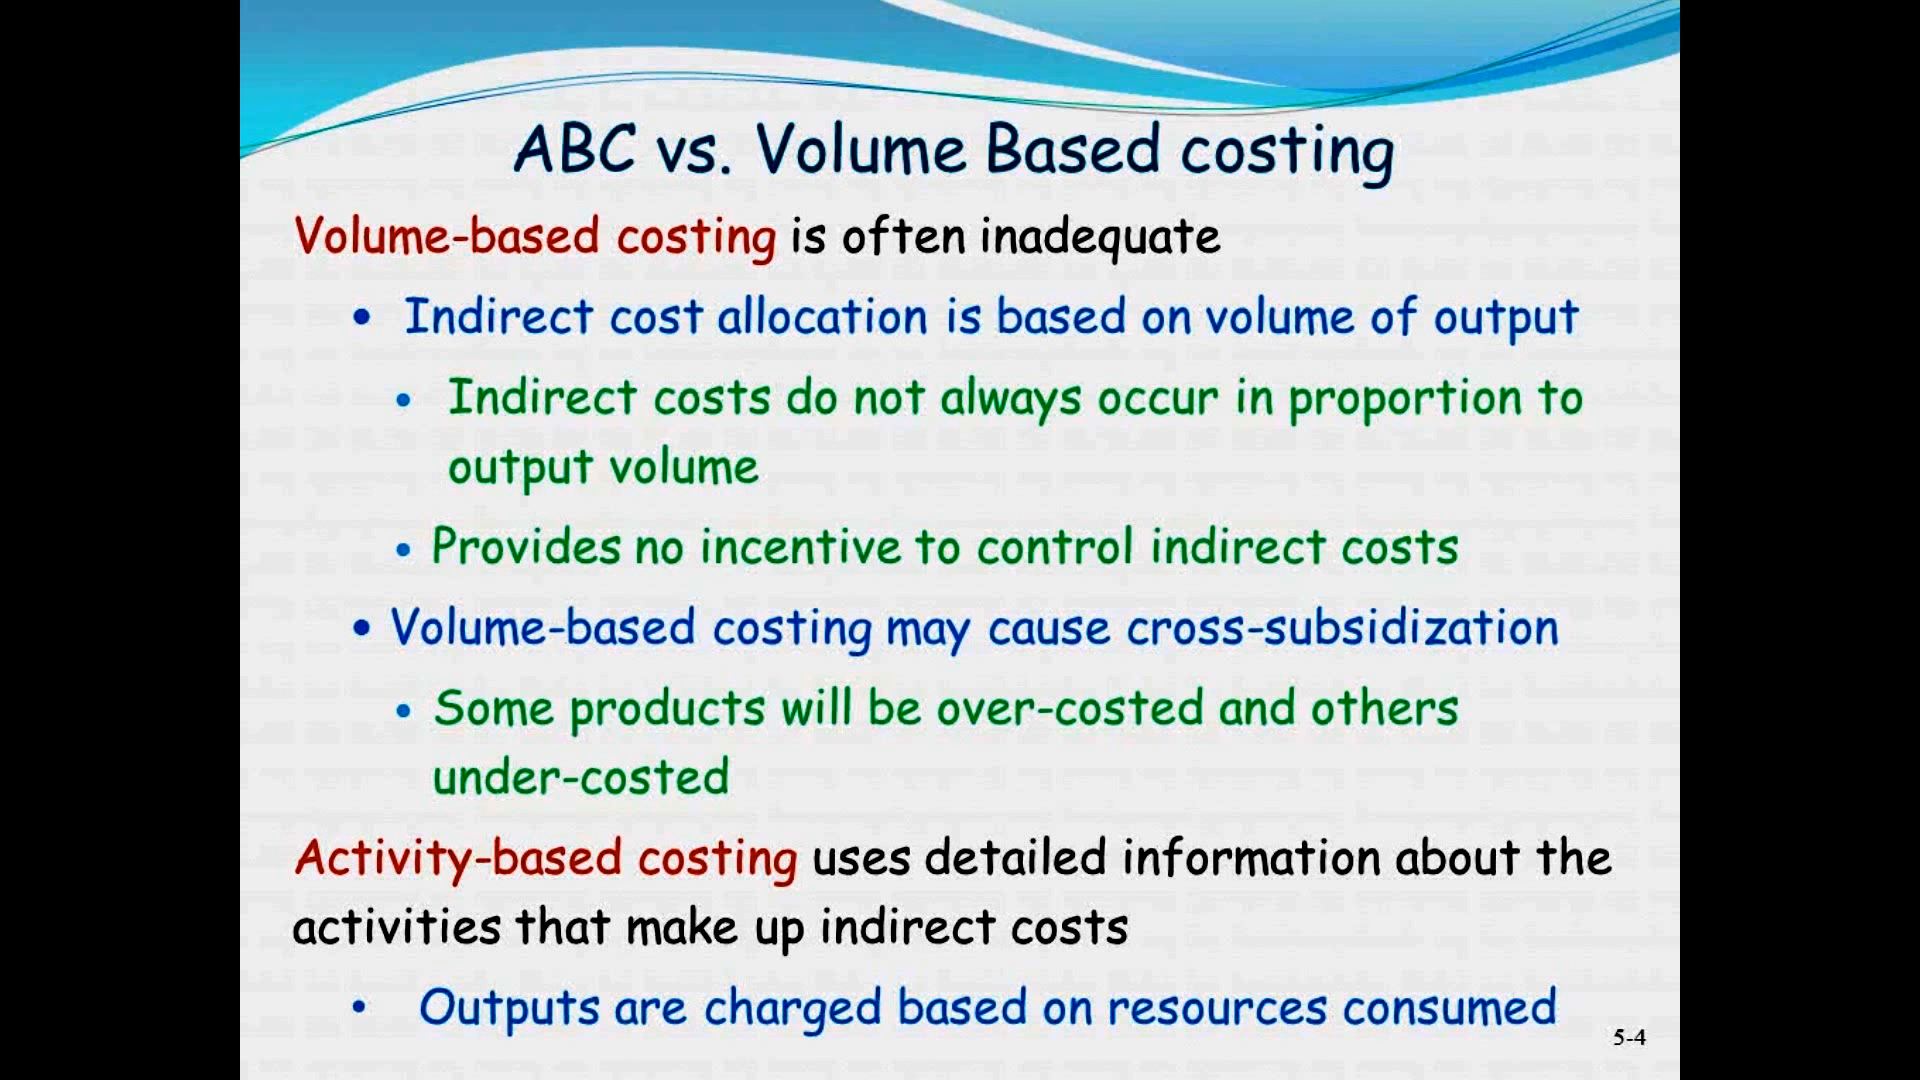 ABC vs. Volume Based costing
Volume-based costing is often inadequate
• Indirect cost allocation is based on volume of output
• Indirect costs do not always occur in proportion to
output volume
• Provides no incentive to control indirect costs
• Volume-based costing may cause cross-subsidization
• Some products will be over-costed and others
under-costed
Activity-based costing uses detailed information about the
activities that make up indirect costs
• Outputs are charged based on resources consumed
5-4